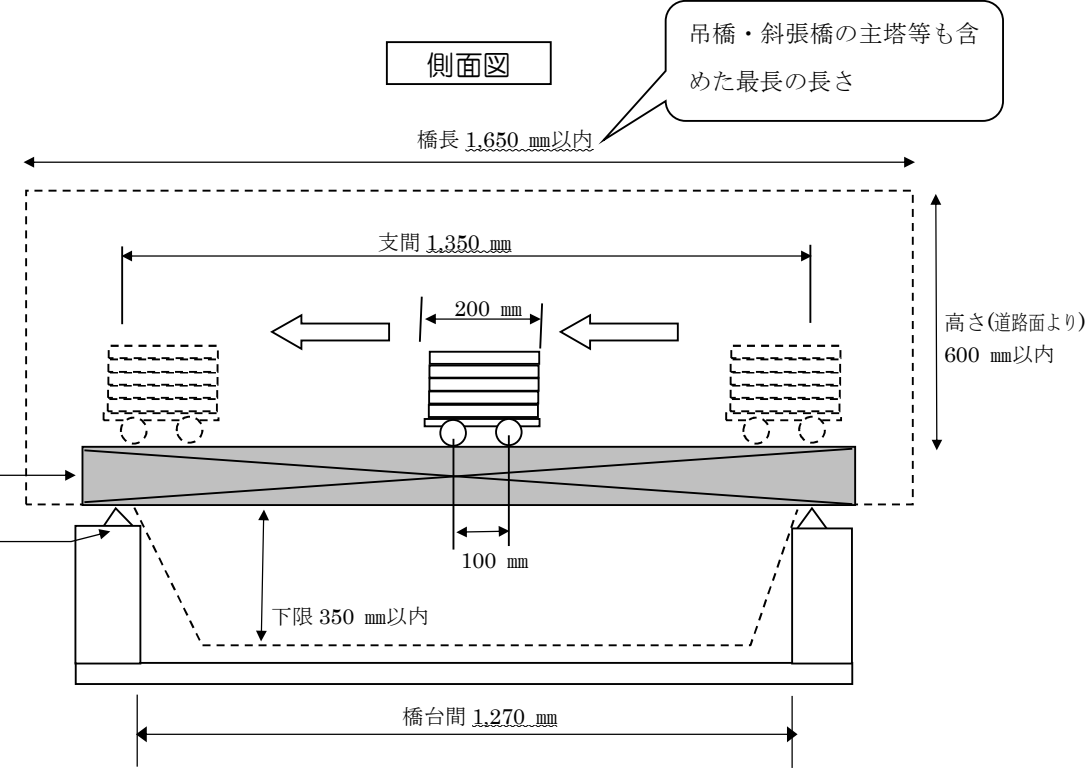 吊橋・斜張橋の主塔等も含
めた最長の長さ
側面図
橋長 1,650 ㎜以内
支間 1,350 ㎜
200 ㎜
高さ(道路面より)
600 ㎜以内
100 ㎜
下限 350 ㎜以内
橋台間 1,270 ㎜